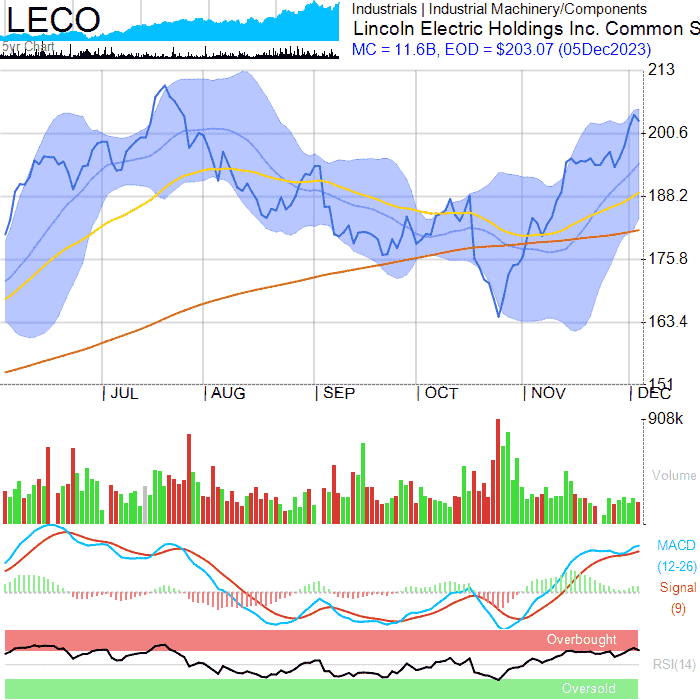 LECO
5yr Chart
Industrials | Industrial Machinery/Components
Lincoln Electric Holdings Inc. Common S
MC = 11.6B, EOD = $203.07 (05Dec2023)
213
200.6
188.2
175.8
163.4
151
JUL AUG SEP OCT NOV DEC
908k
Volume
MACD
(12-26)
Signal
(9)
Overbought
RSI(14)
Oversold